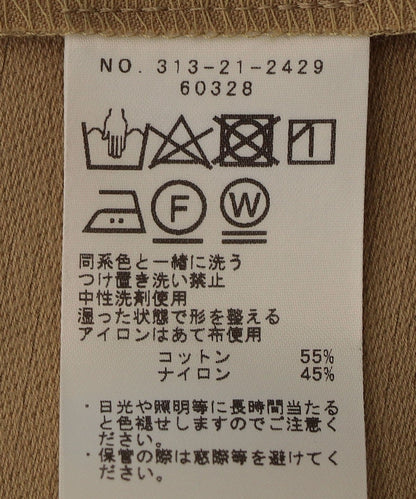 NO. 313-21-2429
60328
F W
同系色と一緒に洗う
つけ置き洗い禁止
中性洗剤使用
湿った状態で形を整える
アイロンはあて布使用
コットン 55%
ナイロン 45%
・日光や照明等に長時間当たる
と色褪せしますのでご注意く
ださい。
・保管の際は窓際等を避けてく
ださい。